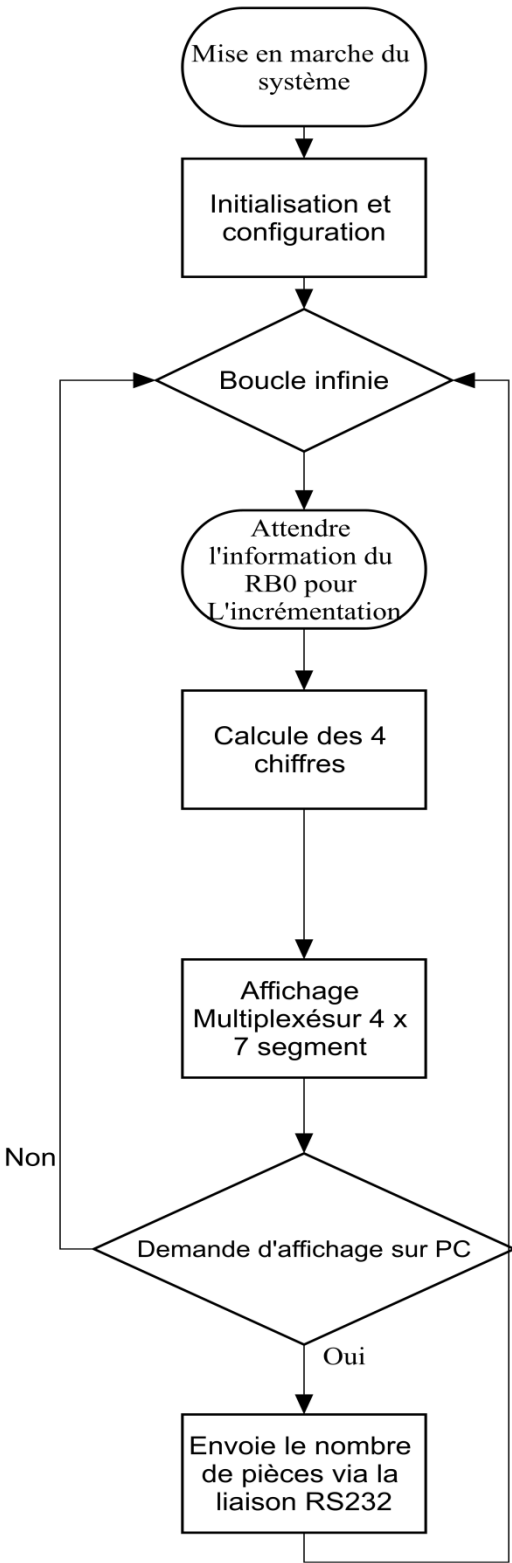 Mise en marche du
système
Initialisation et
configuration
Boucle infinie
Attendre
l'information du
RB0 pour
L'incrémentation
Calcule des 4
chiffres
Affichage
Multiplexésur 4 x
7 segment
Non
Demande d'affichage sur PC
Oui
Envoie le nombre
de pièces via la
liaison RS232